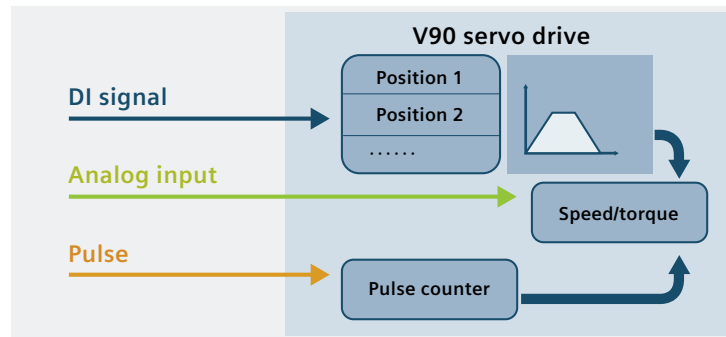 V90 servo drive
DI signal
Position 1
Position 2
......
Analog input
Speed/torque
Pulse
Pulse counter